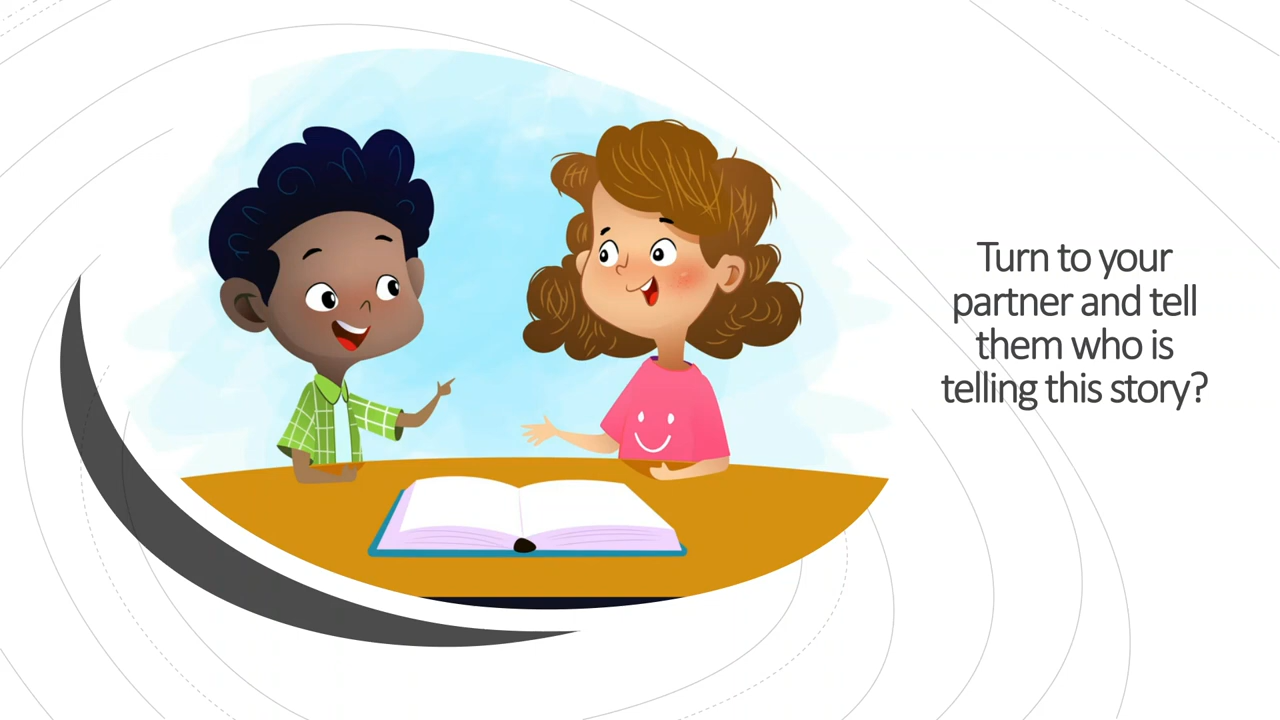 Turn to your
partner and tell
them who is
telling this story?